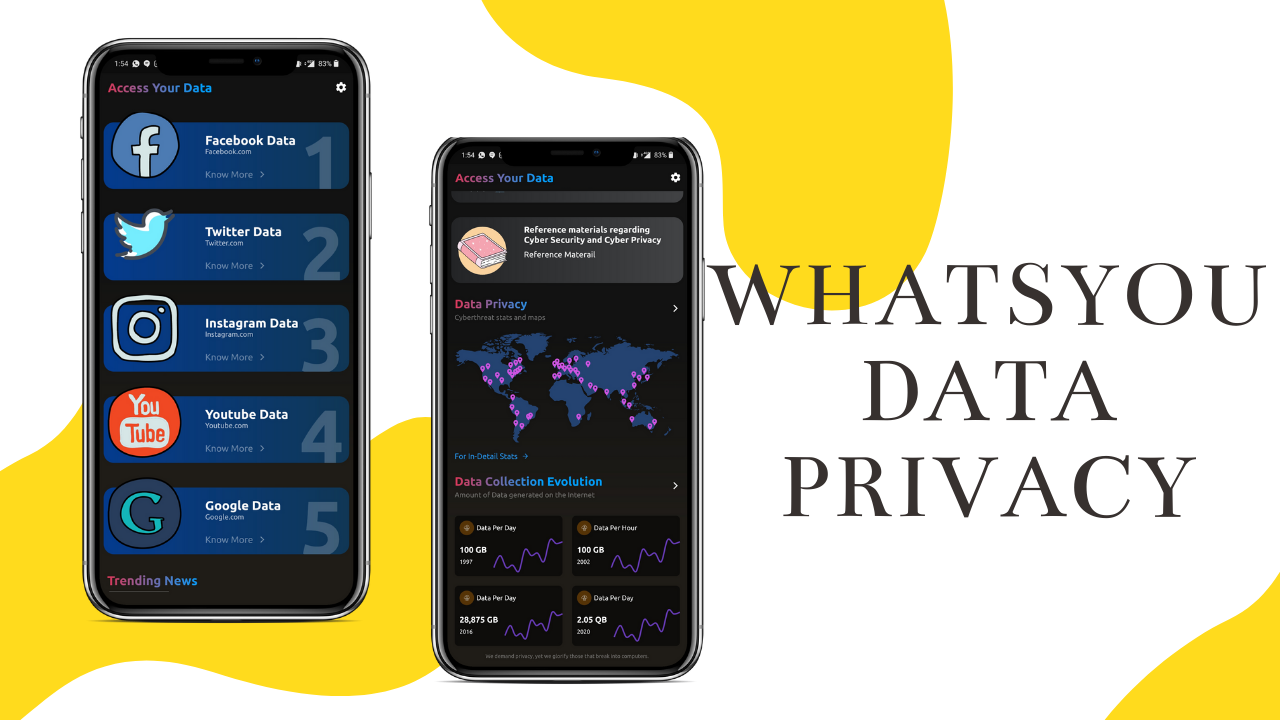 1:54
83%
Access Your Data
Facebook Data
Facebook.com
Know More
1
Twitter Data
Twitter.com
Know More
2
Instagram Data
Instagram.com
Know More
3
You
Tube
Youtube Data
Youtube.com
Know More
4
G
Google Data
Google.com
Know More
5
Trending News
1:54
83%
Access Your Data
Reference materials regarding
Cyber Security and Cyber Privacy
Reference Materail
Data Privacy
Cyberthreat stats and maps
For In-Detail Stats
Data Collection Evolution
Amount of Data generated on the Internet
Data Per Day
100 GB
1997
Data Per Hour
100 GB
2002
Data Per Day
28,875 GB
2016
Data Per Day
2.05 QB
2020
We demand privacy, yet we glorify those that break into computers.
WHATSYOU
DATA
PRIVACY